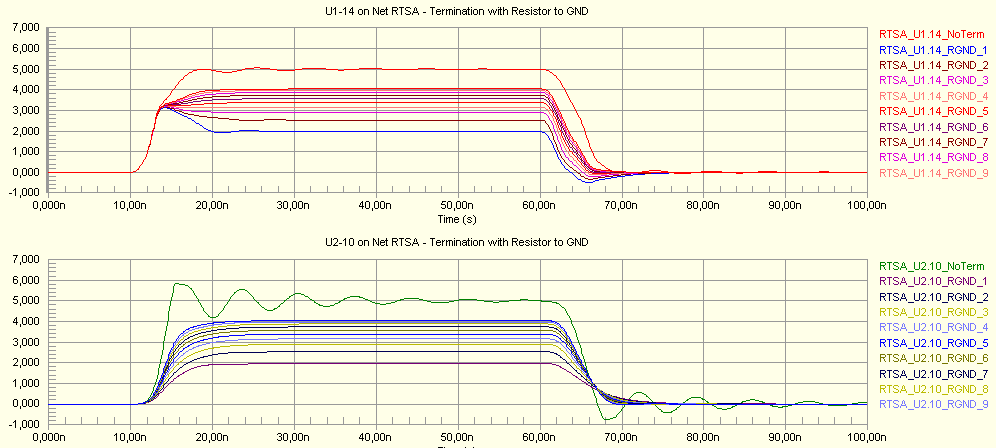 U1-14 on Net RTSA - Termination with Resistor to GND
7,000
6,000
5,000
4,000
3,000
2,000
1,000
0,000
-1,000
0,000n 10,00n 20,00n 30,00n 40,00n 50,00n 60,00n 70,00n 80,00n 90,00n 100,00n
Time (s)
RTSA_U1.14_NoTerm
RTSA_U1.14_RGND_1
RTSA_U1.14_RGND_2
RTSA_U1.14_RGND_3
RTSA_U1.14_RGND_4
RTSA_U1.14_RGND_5
RTSA_U1.14_RGND_6
RTSA_U1.14_RGND_7
RTSA_U1.14_RGND_8
RTSA_U1.14_RGND_9
U2-10 on Net RTSA - Termination with Resistor to GND
7,000
6,000
5,000
4,000
3,000
2,000
1,000
0,000
-1,000
0,000n 10,00n 20,00n 30,00n 40,00n 50,00n 60,00n 70,00n 80,00n 90,00n 100,00n
RTSA_U2.10_NoTerm
RTSA_U2.10_RGND_1
RTSA_U2.10_RGND_2
RTSA_U2.10_RGND_3
RTSA_U2.10_RGND_4
RTSA_U2.10_RGND_5
RTSA_U2.10_RGND_6
RTSA_U2.10_RGND_7
RTSA_U2.10_RGND_8
RTSA_U2.10_RGND_9